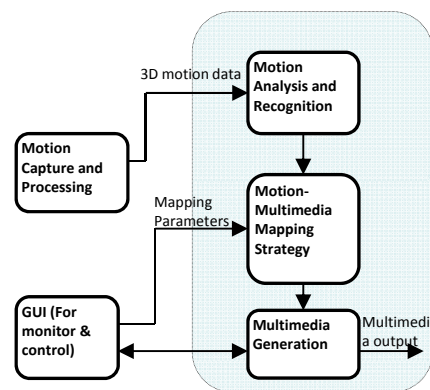 3D motion data
Motion
Analysis and
Recognition
Motion
Capture and
Processing
Mapping
Parameters
Motion-
Multimedia
Mapping
Strategy
GUI (For
monitor &
control)
Multimedia
Generation
Multimedi
a output